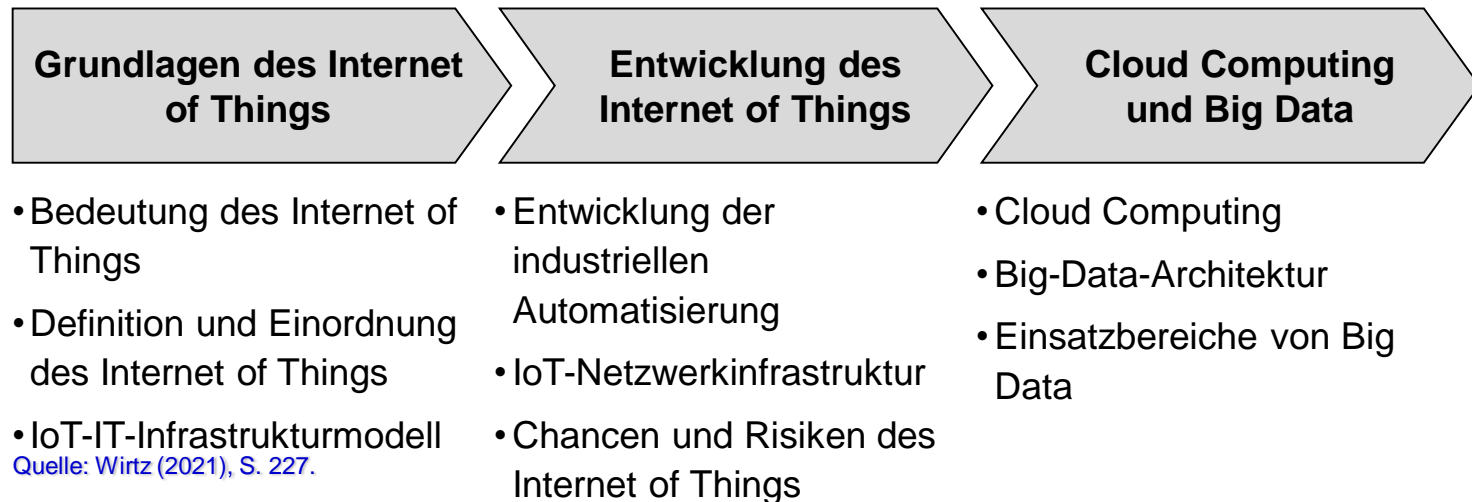 Grundlagen des Internet
of Things
Entwicklung des
Internet of Things
Cloud Computing
und Big Data
•Bedeutung des Internet of
Things
•Definition und Einordnung
des Internet of Things
•IoT-IT-Infrastrukturmodell
Quelle: Wirtz (2021), S. 227.
•Entwicklung der
industriellen
Automatisierung
•IoT-Netzwerkinfrastruktur
•Chancen und Risiken des
Internet of Things
•Cloud Computing
•Big-Data-Architektur
•Einsatzbereiche von Big
Data